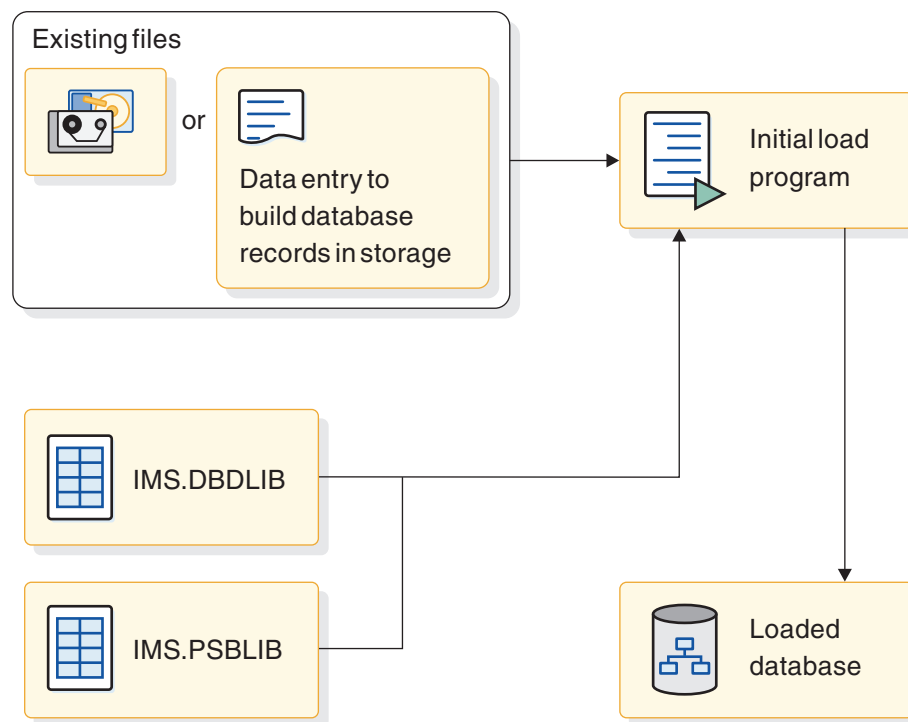 Existing files
or
Data entry to
build database
records in storage
Initial load
program
IMS.DBDLIB
IMS.PSBLIB
Loaded
database